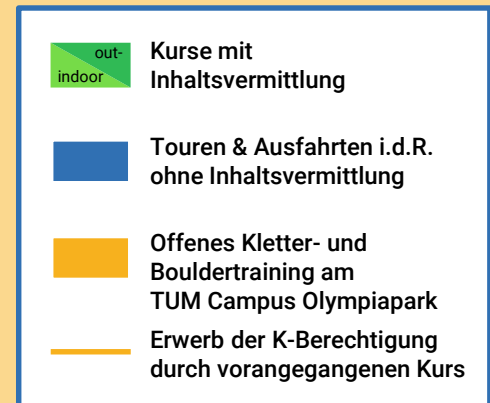 out-
indoor
Kurse mit
Inhaltsvermittlung
Touren & Ausfahrten i.d.R.
ohne Inhaltsvermittlung
Offenes Kletter- und
Bouldertraining am
TUM Campus Olympiapark
Erwerb der K-Berechtigung
durch vorangegangenen Kurs